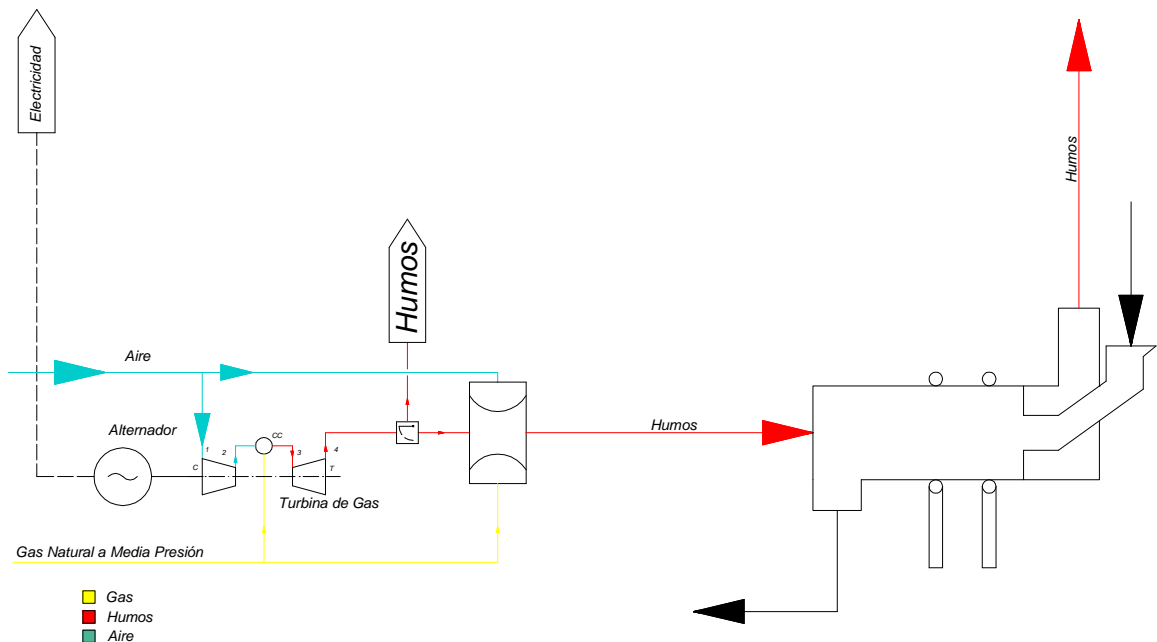 Electricidad
Humos
Humos
Aire
Alternador
1
2
CC
3
4
C
T
Turbina de Gas
Humos
Gas Natural a Media Presión
Gas
Humos
Aire